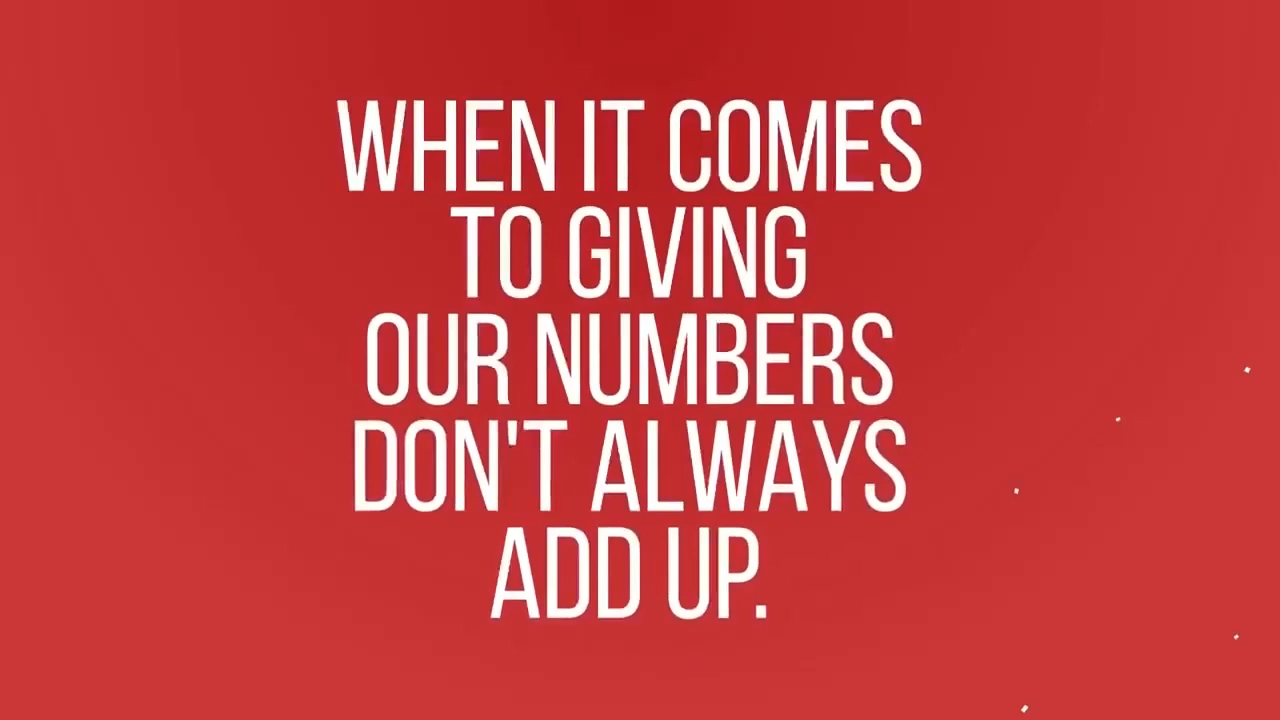 WHEN IT COMES
TO GIVING
OUR NUMBERS
DON'T ALWAYS
ADD UP.